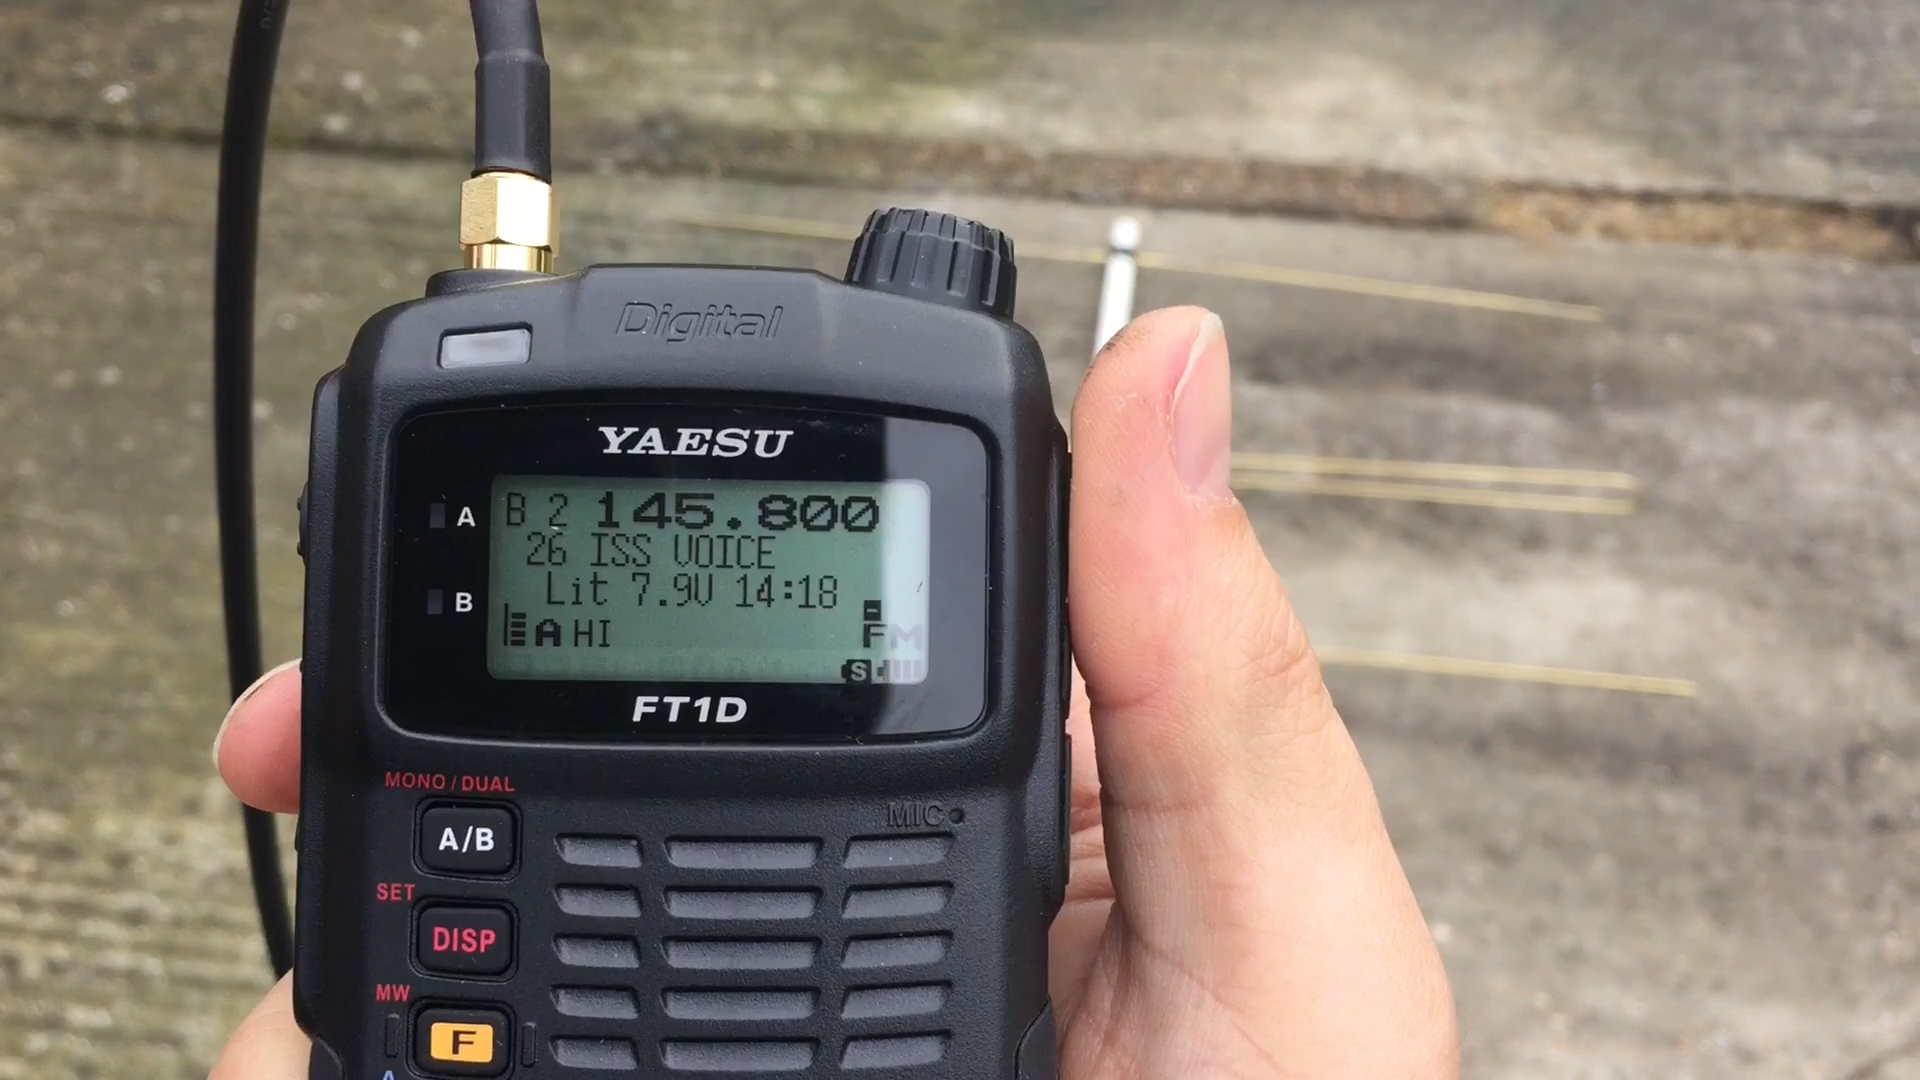 Digital
YAESU
A
B 2 145.800
26 ISS VOICE
B
Lit 7.9V 14:18
A HI
FM
S
FT1D
MONO/DUAL
MIC
A/B
SET
DISP
MW
F